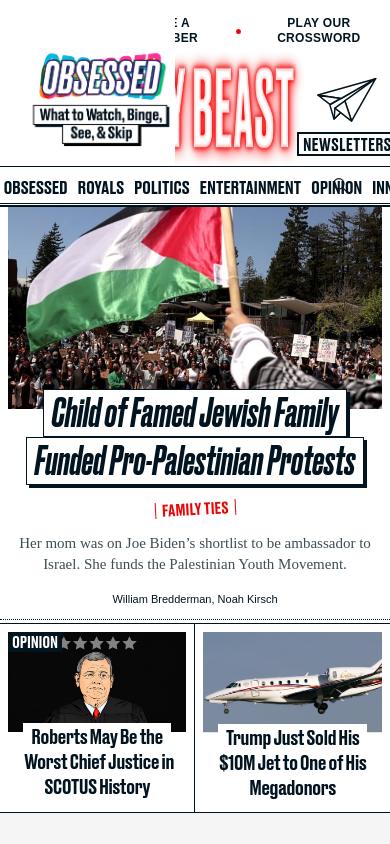 E A
BER
PLAY OUR
CROSSWORD
OBSESSED
What to Watch, Binge,
See, & Skip
Y BEAST
NEWSLETTERS
OBSESSED ROYALS POLITICS ENTERTAINMENT OPINION INN
Child of Famed Jewish Family
Funded Pro-Palestinian Protests
FAMILY TIES
Her mom was on Joe Biden’s shortlist to be ambassador to
Israel. She funds the Palestinian Youth Movement.
William Bredderman, Noah Kirsch
OPINION
Roberts May Be the
Worst Chief Justice in
SCOTUS History
Trump Just Sold His
$10M Jet to One of His
Megadonors